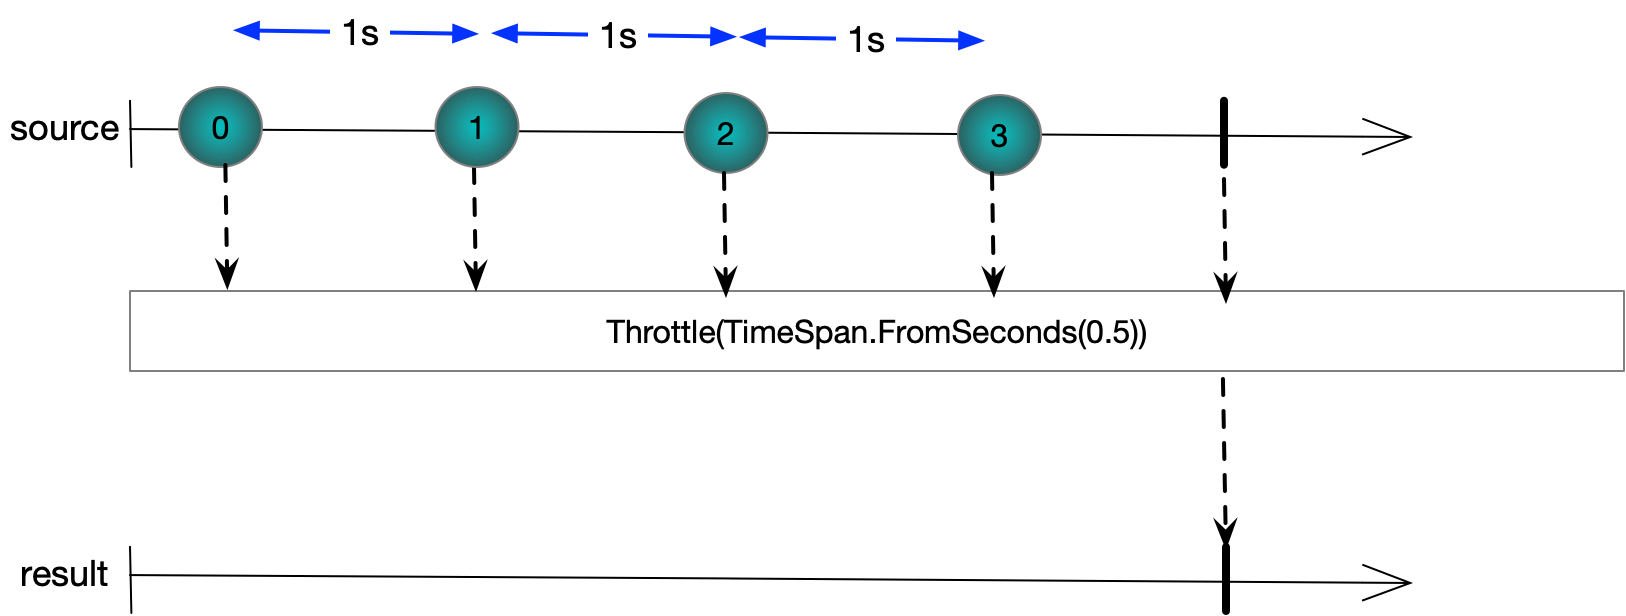 1s 1s 1s
source 0 1 2 3
Throttle(TimeSpan.FromSeconds(0.5))
result